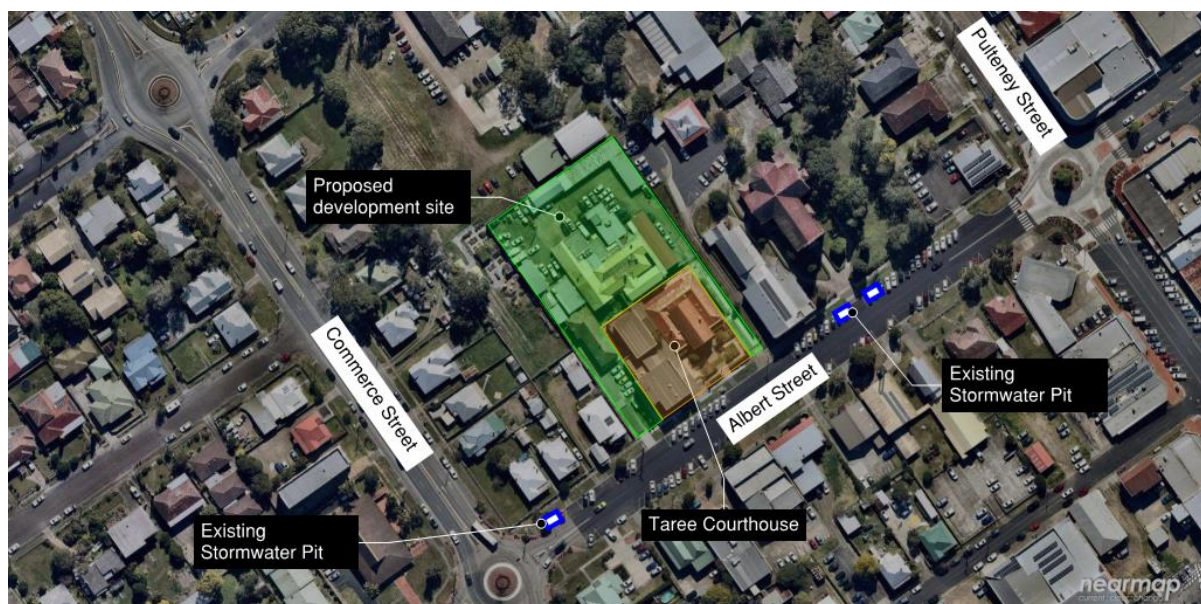 Pulteney Street
Proposed
development site
Commerce Street
Albert Street
Existing
Stormwater Pit
Existing
Stormwater Pit
Taree Courthouse
nearmap